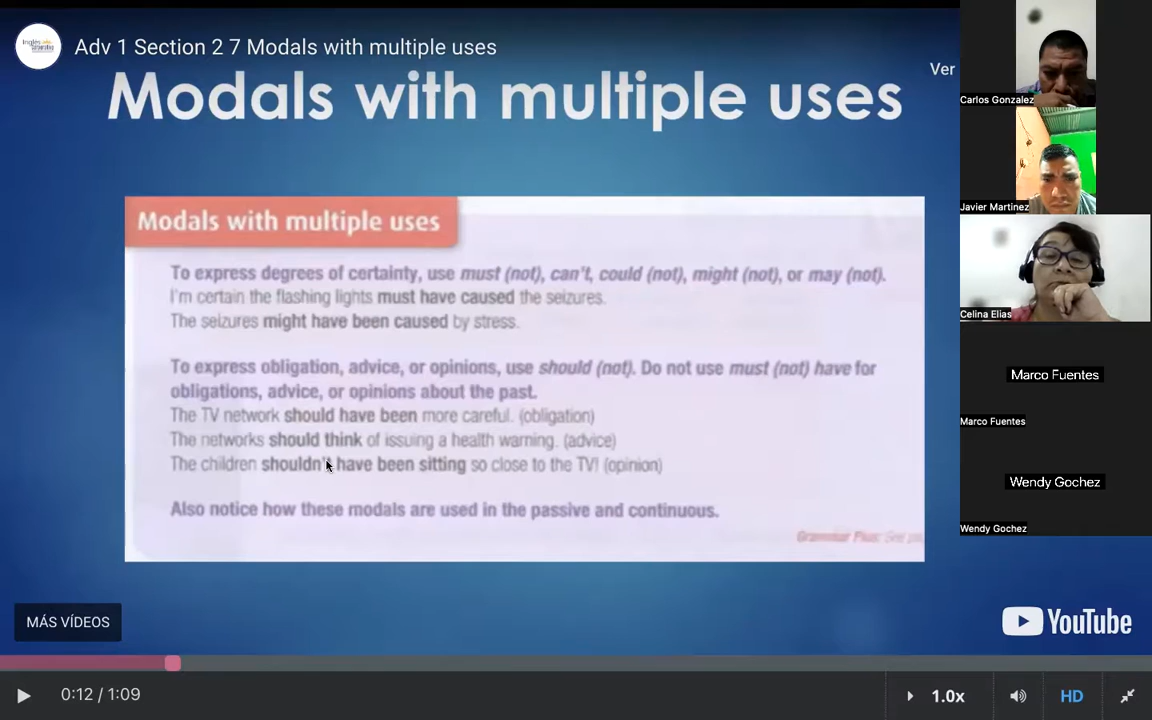 Adv 1 Section 2 7 Modals with multiple uses
Ver
Modals with multiple uses
Modals with multiple uses
To express degrees of certainty, use must (not), can't, could (not), might (not), or may (not).
I'm certain the flashing lights must have caused the seizures.
The seizures might have been caused by stress.
To express obligation, advice, or opinions, use should (not). Do not use must (not) have for
obligations, advice, or opinions about the past.
The TV network should have been more careful. (obligation)
The networks should think of issuing a health warning. (advice)
The children shouldn't have been sitting so close to the TV! (opinion)
Also notice how these modals are used in the passive and continuous.
Grammar Plus: See
MÁS VÍDEOS
YouTube
0:12 / 1:09
1.0x
HD
Carlos Gonzalez
Javier Martinez
Celina Elias
Marco Fuentes
Marco Fuentes
Wendy Gochez
Wendy Gochez